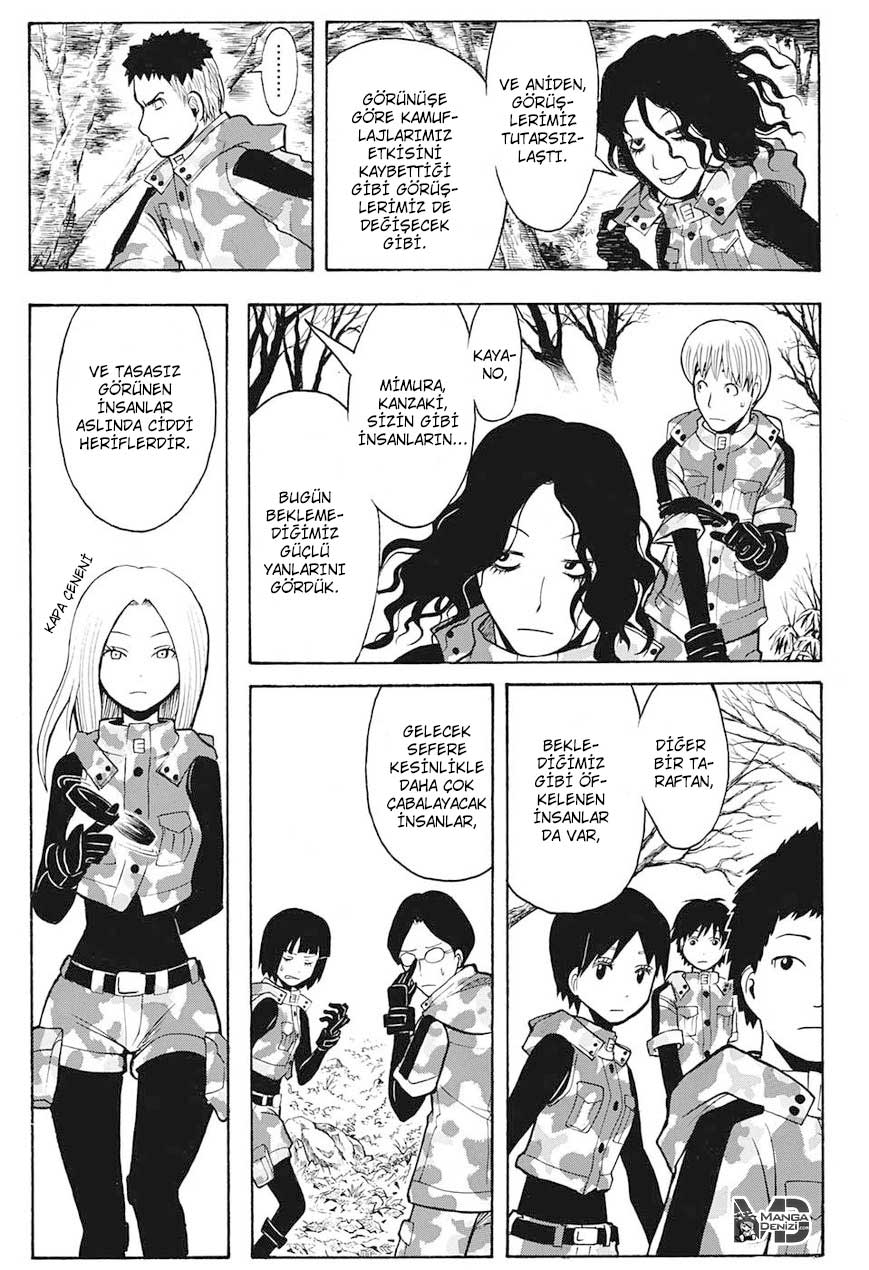 VE ANİDEN,
GÖRÜŞ-
LERİMİZ
TUTARSIZ-
LAŞTI.
GÖRÜNÜŞE
GÖRE KAMUF-
LAJLARIMIZ
ETKİSİNİ
KAYBETTİĞİ
GİBİ GÖRÜŞ-
LERİMİZ DE
DEĞİŞECEK
GİBİ.
.........
KAYA-
NO,
MİMURA,
KANZAKİ,
SİZİN GİBİ
İNSANLARIN...
BUGÜN
BEKLEME-
DİĞİMİZ
GÜÇLÜ
YANLARINI
GÖRDÜK.
VE TASASIZ
GÖRÜNEN
İNSANLAR
ASLINDA CİDDİ
HERİFLERDİR.
KAPA ÇENENİ
DİĞER
BİR TA-
RAFTAN,
BEKLE-
DİĞİMİZ
GİBİ ÖF-
KELENEN
İNSANLAR
DA VAR,
GELECEK
SEFERE
KESİNLİKLE
DAHA ÇOK
ÇABALAYACAK
İNSANLAR,
MANGA
DENİZİ.com